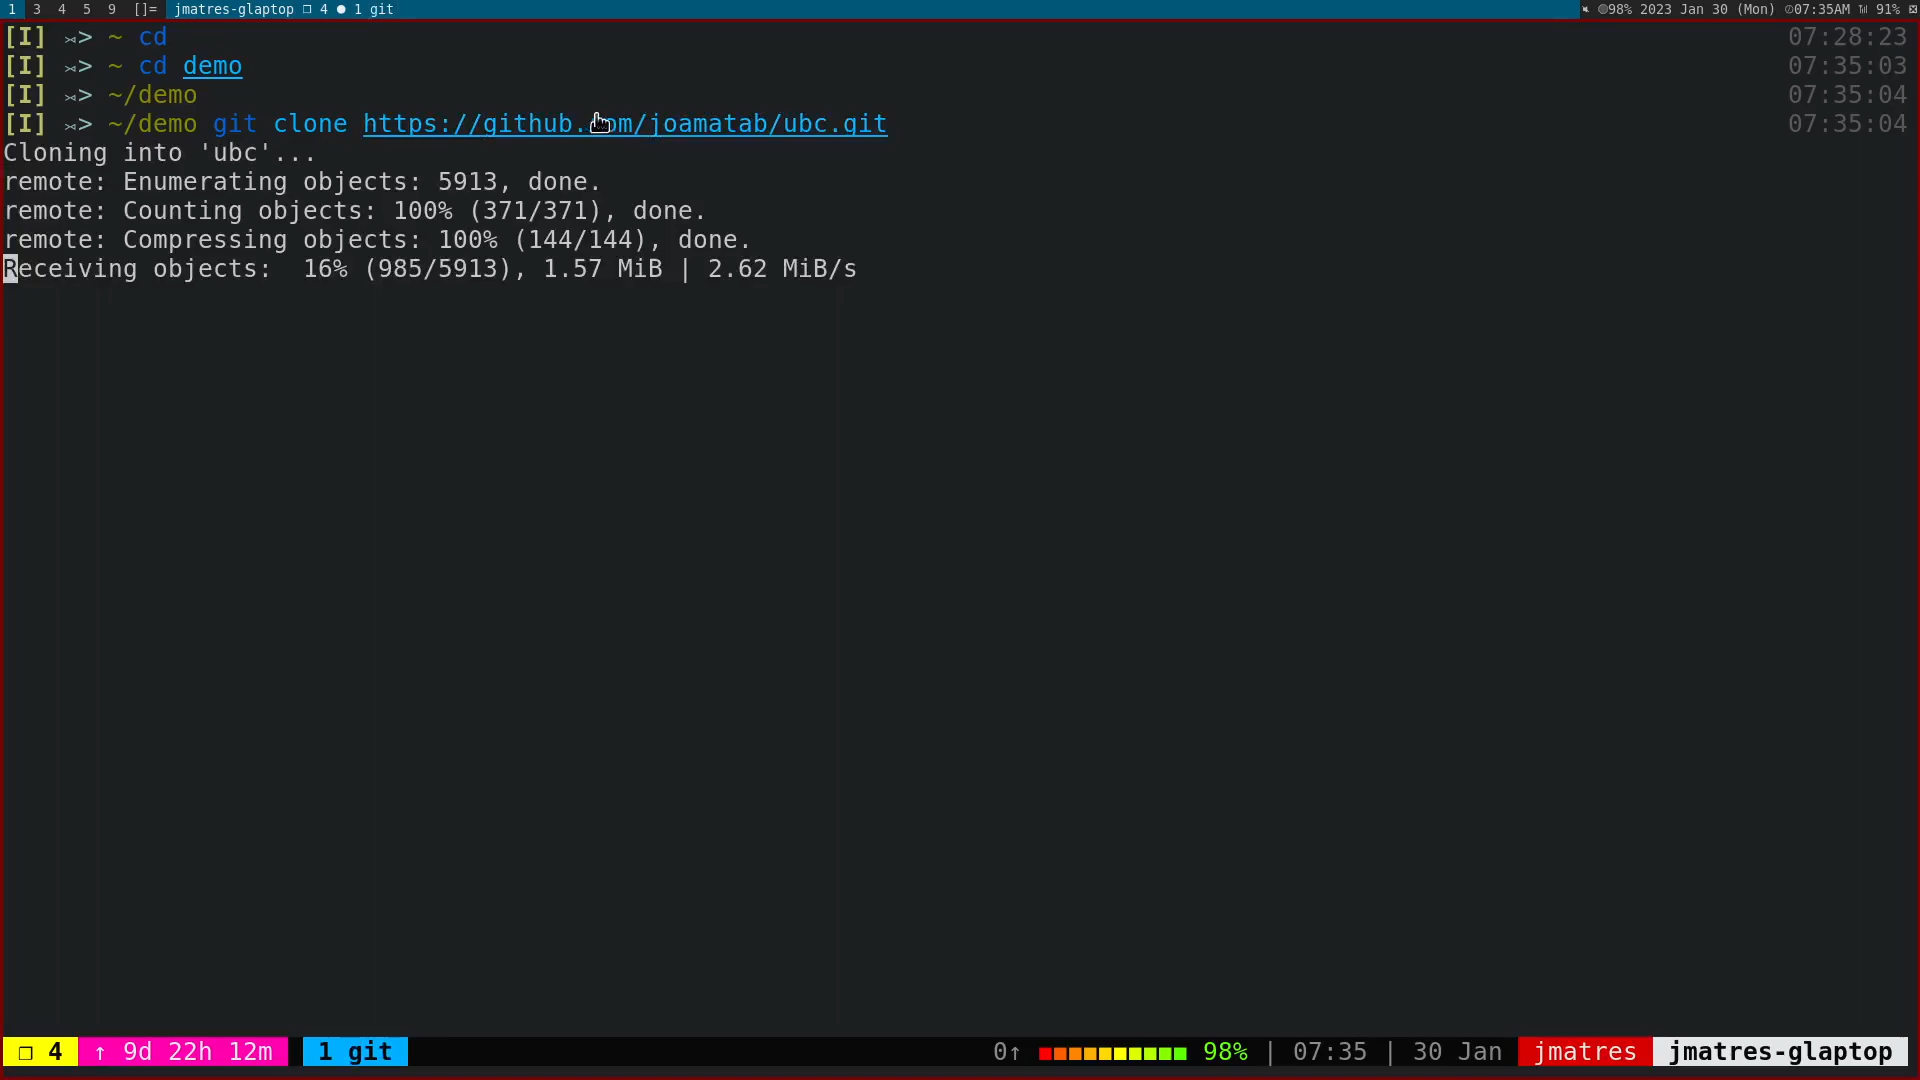 1 3 4 5 9 []= jmatres-glaptop ❐ 4 ● 1 git 98% 2023 Jan 30 (Mon) 07:35AM 91%
[I] ⋊> ~ cd 07:28:23
[I] ⋊> ~ cd demo 07:35:03
[I] ⋊> ~/demo 07:35:04
[I] ⋊> ~/demo git clone https://github.com/joamatab/ubc.git 07:35:04
Cloning into 'ubc'...
remote: Enumerating objects: 5913, done.
remote: Counting objects: 100% (371/371), done.
remote: Compressing objects: 100% (144/144), done.
Receiving objects:  16% (985/5913), 1.57 MiB | 2.62 MiB/s
❐ 4 ↑ 9d 22h 12m 1 git 0↑ 98% | 07:35 | 30 Jan jmatres jmatres-glaptop